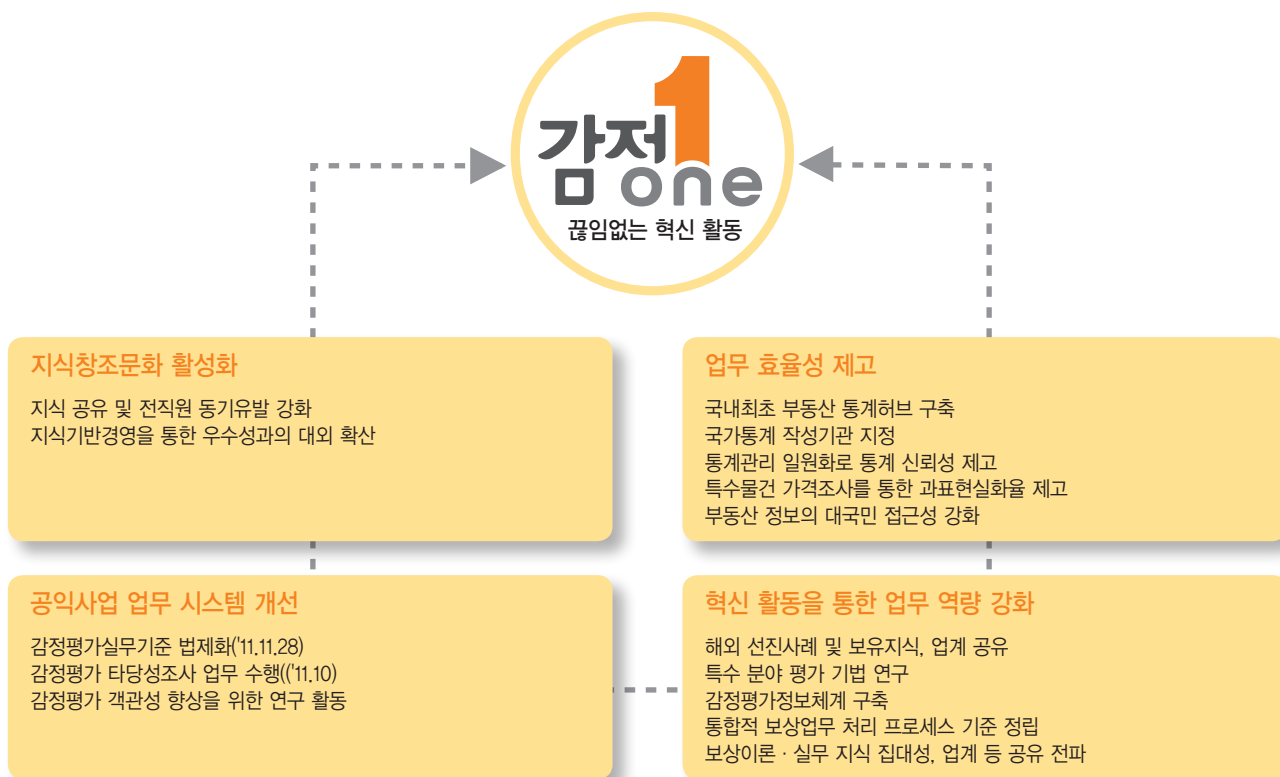 감정1
one
끊임없는 혁신 활동
지식창조문화 활성화
지식 공유 및 전직원 동기유발 강화
지식기반경영을 통한 우수성과의 대외 확산
업무 효율성 제고
국내최초 부동산 통계허브 구축
국가통계 작성기관 지정
통계관리 일원화로 통계 신뢰성 제고
특수물건 가격조사를 통한 과표현실화율 제고
부동산 정보의 대국민 접근성 강화
공익사업 업무 시스템 개선
감정평가실무기준 법제화('11.11.28)
감정평가 타당성조사 업무 수행(('11.10)
감정평가 객관성 향상을 위한 연구 활동
혁신 활동을 통한 업무 역량 강화
해외 선진사례 및 보유지식, 업계 공유
특수 분야 평가 기법 연구
감정평가정보체계 구축
통합적 보상업무 처리 프로세스 기준 정립
보상이론 · 실무 지식 집대성, 업계 등 공유 전파